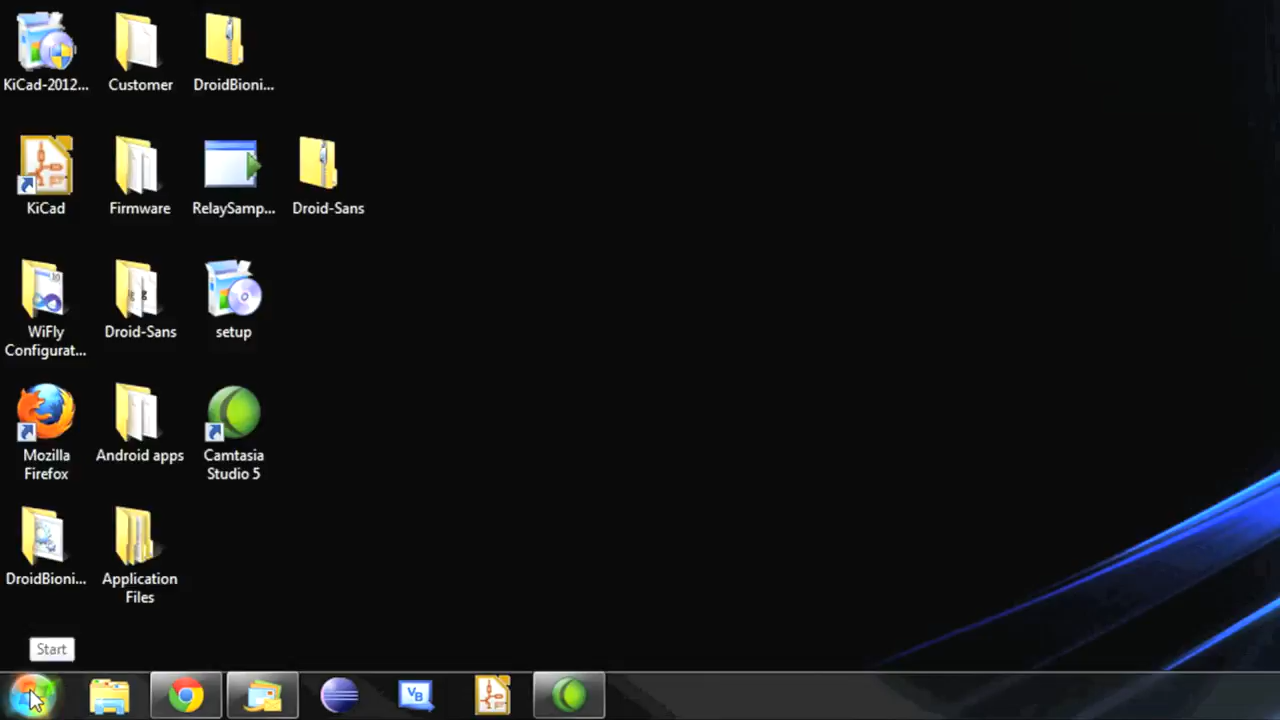 KiCad-2012...
Customer
DroidBioni...
KiCad
Firmware
RelaySamp...
Droid-Sans
WiFly
Configurat...
Droid-Sans
setup
Mozilla
Firefox
Android apps
Camtasia
Studio 5
DroidBioni...
Application
Files
Start
VB